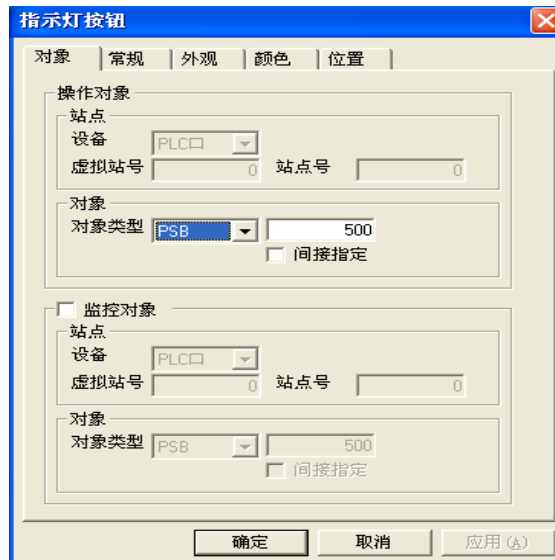 指示灯按钮
对象 常规 外观 颜色 位置
操作对象
站点
设备 PLC口
虚拟站号 0 站点号 0
对象
对象类型 PSB 500
间接指定
监控对象
站点
设备 PLC口
虚拟站号 0 站点号 0
对象
对象类型 PSB 500
间接指定
确定 取消 应用(A)